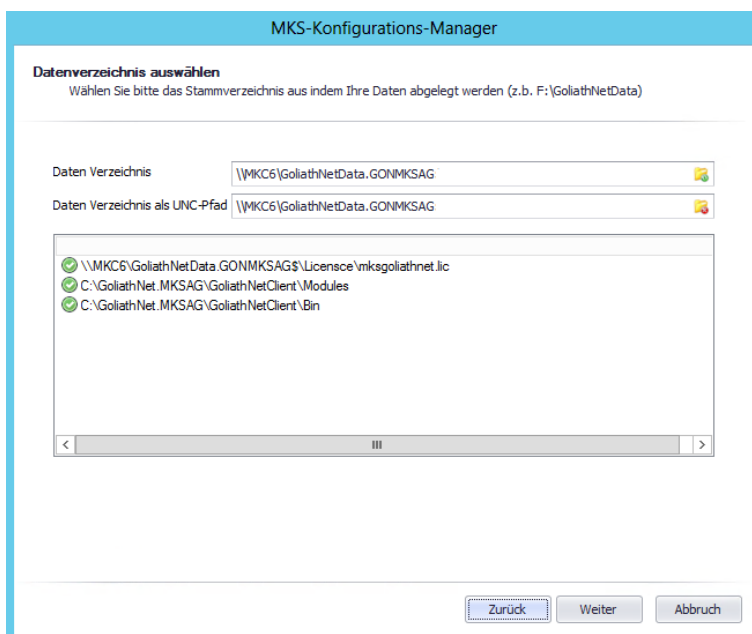 MKS-Konfigurations-Manager
Datenverzeichnis auswählen
Wählen Sie bitte das Stammverzeichnis aus indem Ihre Daten abgelegt werden (z.b. F:\GoliathNetData)
Daten Verzeichnis \\MKC6\GoliathNetData.GONMKSAG
Daten Verzeichnis als UNC-Pfad \\MKC6\GoliathNetData.GONMKSAG
\\MKC6\GoliathNetData.GONMKSAG$\Licensce\mksgoliathnet.lic
C:\GoliathNet.MKSAG\GoliathNetClient\Modules
C:\GoliathNet.MKSAG\GoliathNetClient\Bin
Zurück Weiter Abbruch